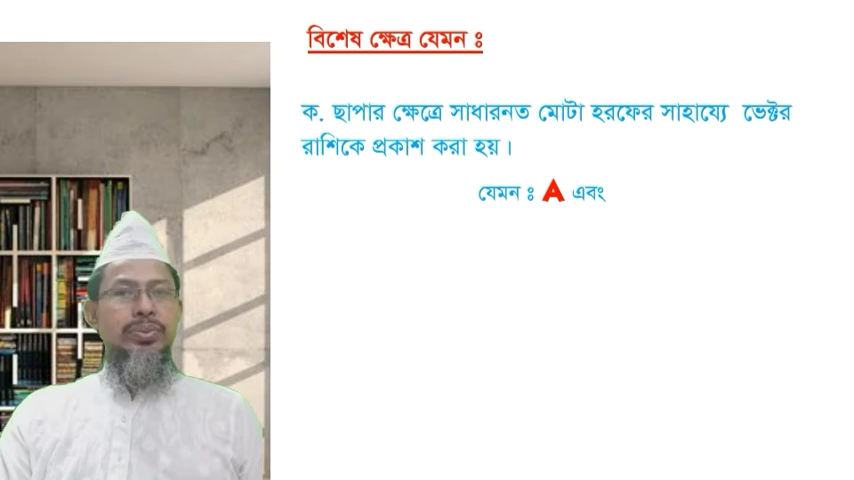 বিশেষ ক্ষেত্র যেমন ঃ
ক. ছাপার ক্ষেত্রে সাধারনত মোটা হরফের সাহায্যে ভেক্টর
রাশিকে প্রকাশ করা হয়।
যেমন ঃ A এবং